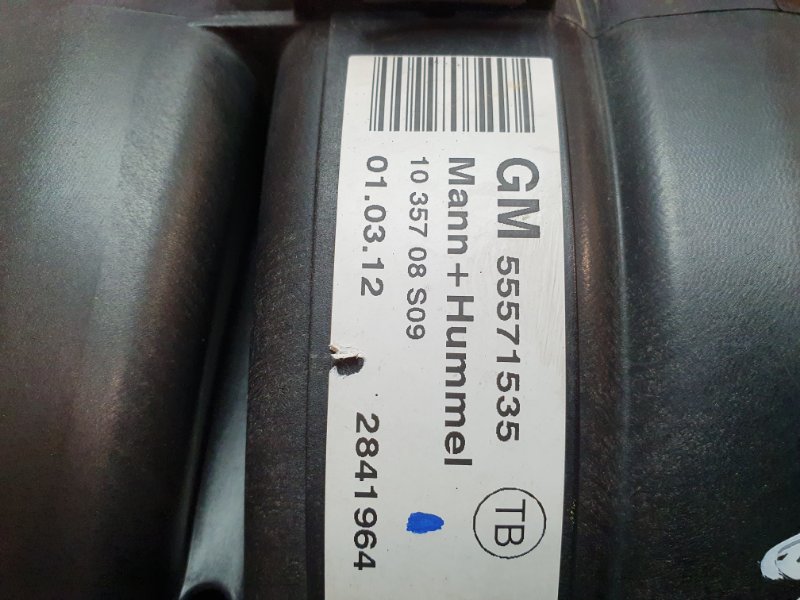 GM 55571535
Mann+Hummel
10 357 08 S09
01.03.12 2841964
TB